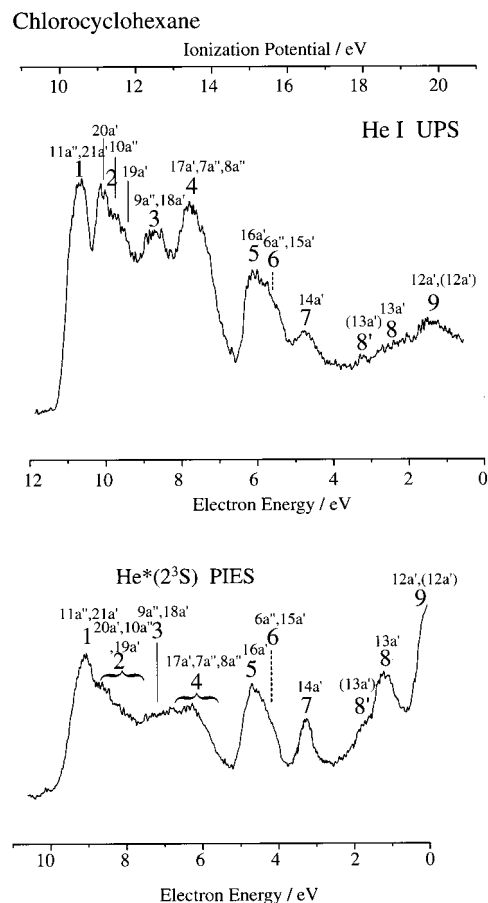 Chlorocyclohexane
Ionization Potential / eV
10 12 14 16 18 20
He I UPS
20a'
11a",21a' 10a" 17a',7a",8a"
1 2 19a' 4
9a",18a'
3
16a' 6a",15a'
5 6
14a'
7
(13a') 13a' 12a',(12a')
8' 8 9
12 10 8 6 4 2 0
Electron Energy / eV
He*(2³S) PIES
12a',(12a')
9
11a",21a' 9a",18a'
1 20a',10a" 3
,19a'
2
17a',7a",8a"
4
16a' 6a",15a'
5 6
14a'
7
(13a') 13a'
8' 8
10 8 6 4 2 0
Electron Energy / eV